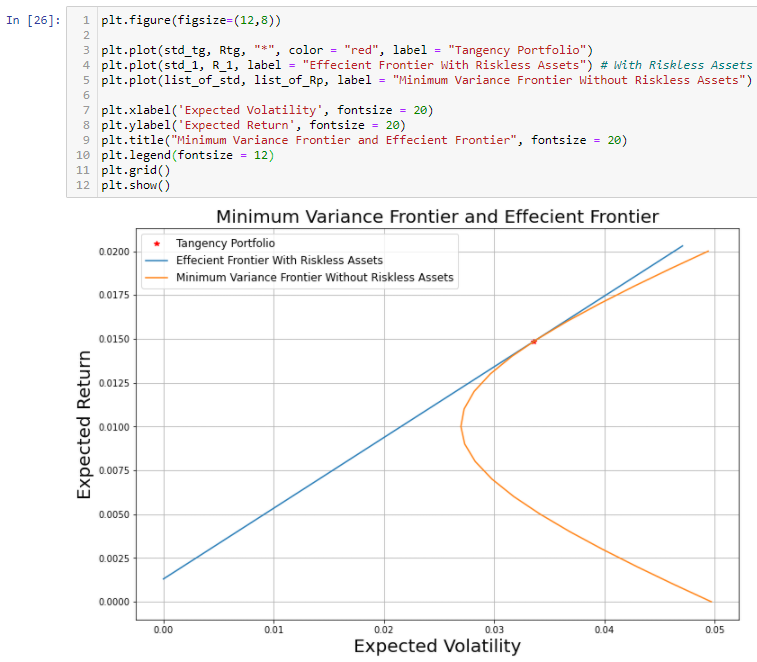 In [26]:
1 plt.figure(figsize=(12,8))
2
3 plt.plot(std_tg, Rtg, "*", color = "red", label = "Tangency Portfolio")
4 plt.plot(std_1, R_1, label = "Effecient Frontier With Riskless Assets") # With Riskless Assets
5 plt.plot(list_of_std, list_of_Rp, label = "Minimum Variance Frontier Without Riskless Assets")
6
7 plt.xlabel('Expected Volatility', fontsize = 20)
8 plt.ylabel('Expected Return', fontsize = 20)
9 plt.title("Minimum Variance Frontier and Effecient Frontier", fontsize = 20)
10 plt.legend(fontsize = 12)
11 plt.grid()
12 plt.show()
Minimum Variance Frontier and Effecient Frontier
Tangency Portfolio
Effecient Frontier With Riskless Assets
Minimum Variance Frontier Without Riskless Assets
Expected Return
0.0200
0.0175
0.0150
0.0125
0.0100
0.0075
0.0050
0.0025
0.0000
0.00 0.01 0.02 0.03 0.04 0.05
Expected Volatility